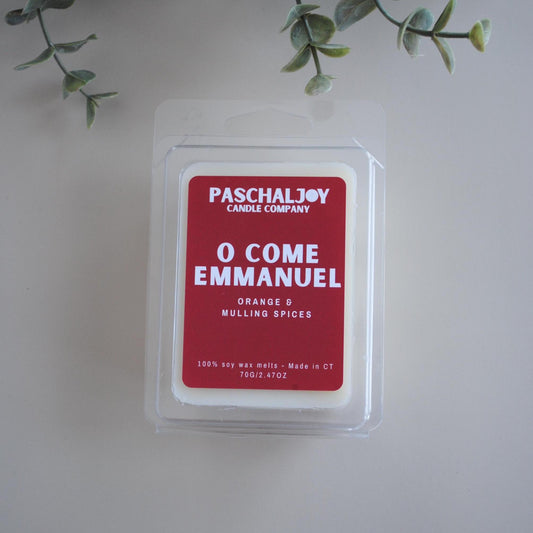 PASCHALJOY
CANDLE COMPANY
O COME
EMMANUEL
ORANGE &
MULLING SPICES
100% soy wax melts - Made in CT
70G/2.47OZ